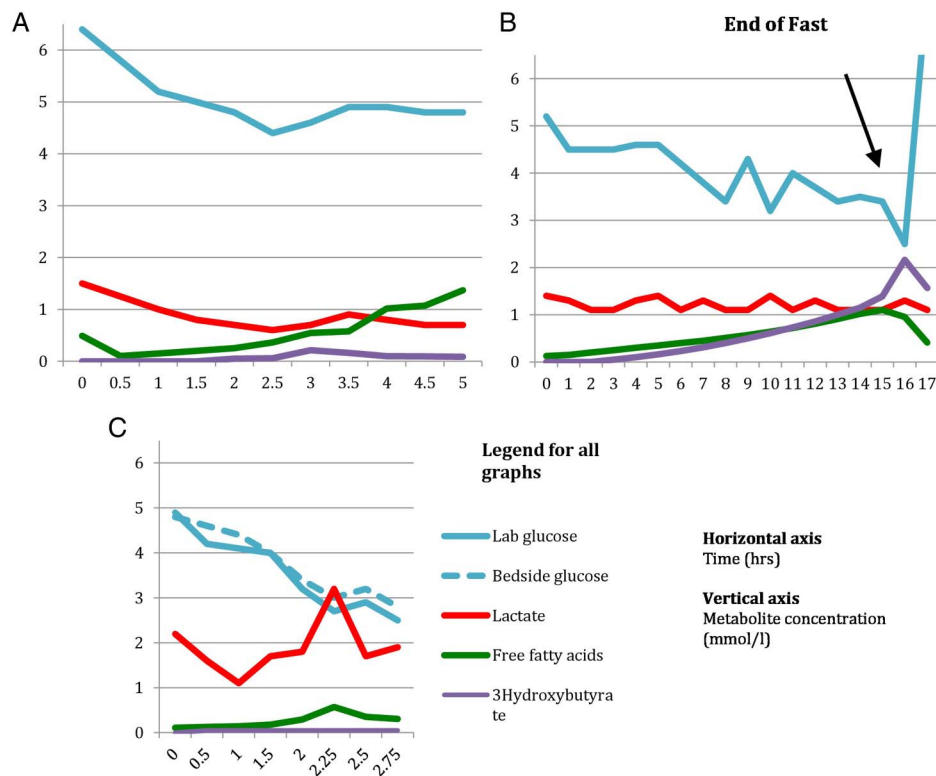 A
6
5
4
3
2
1
0
0 0.5 1 1.5 2 2.5 3 3.5 4 4.5 5
B
End of Fast
6
5
4
3
2
1
0
0 1 2 3 4 5 6 7 8 9 10 11 12 13 14 15 16 17
C
6
5
4
3
2
1
0
0 0.5 1 1.5 2 2.25 2.5 2.75
Legend for all
graphs
Lab glucose
Bedside glucose
Lactate
Free fatty acids
3Hydroxybutyra
te
Horizontal axis
Time (hrs)
Vertical axis
Metabolite concentration
(mmol/l)